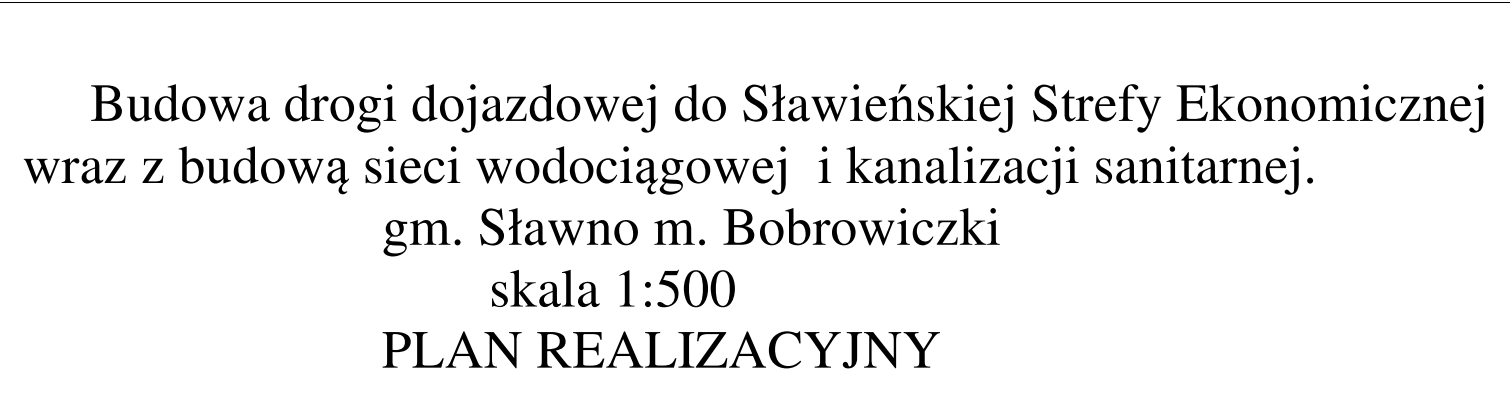 Budowa drogi dojazdowej do Sławieńskiej Strefy Ekonomicznej
wraz z budową sieci wodociągowej i kanalizacji sanitarnej.
gm. Sławno m. Bobrowiczki
skala 1:500
PLAN REALIZACYJNY